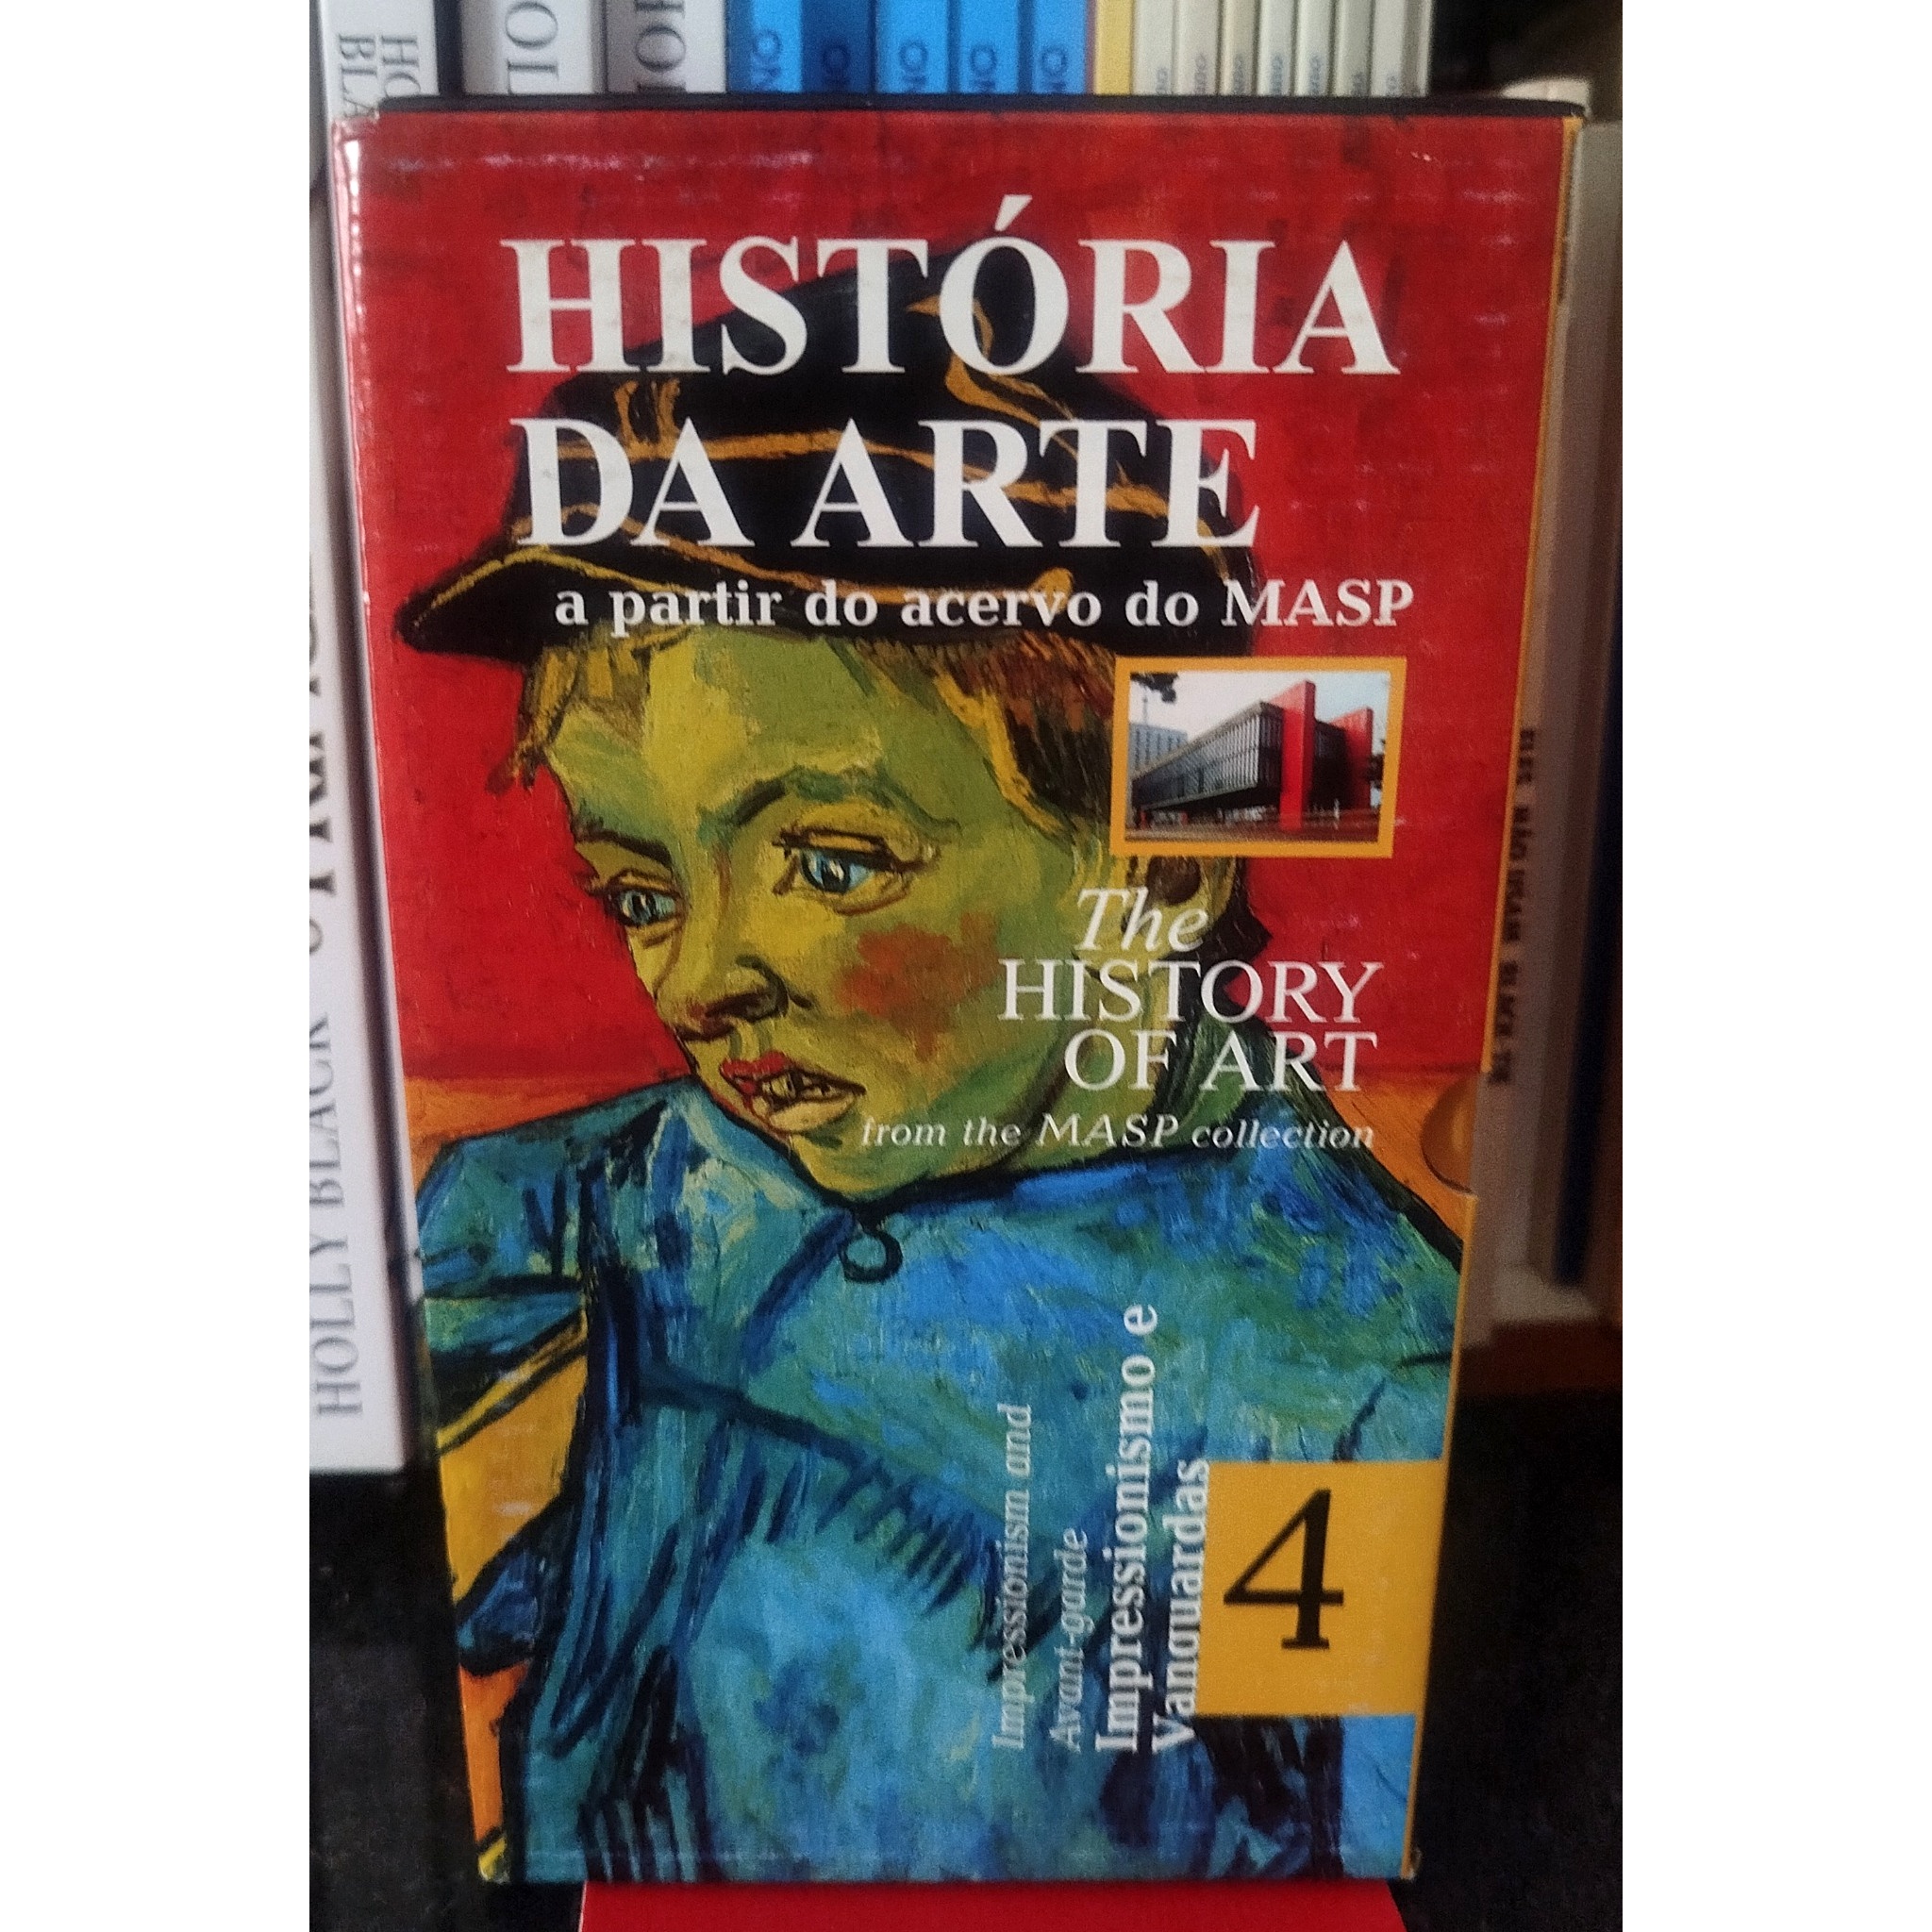 HISTÓRIA
DA ARTE
a partir do acervo do MASP
The
HISTORY
OF ART
from the MASP collection
Impressionism and
Avant-garde
Impressionismo e
Vanguardas
4
HOLLY BLACK